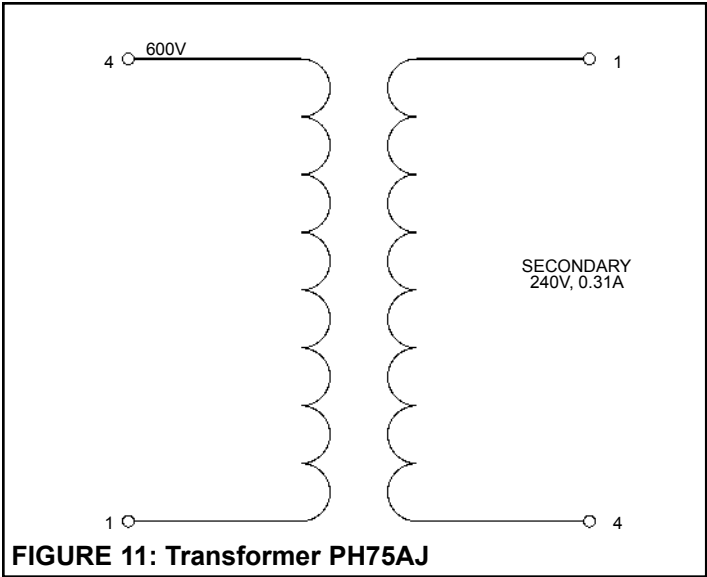 4 600V 1
SECONDARY
240V, 0.31A
1 4
FIGURE 11: Transformer PH75AJ